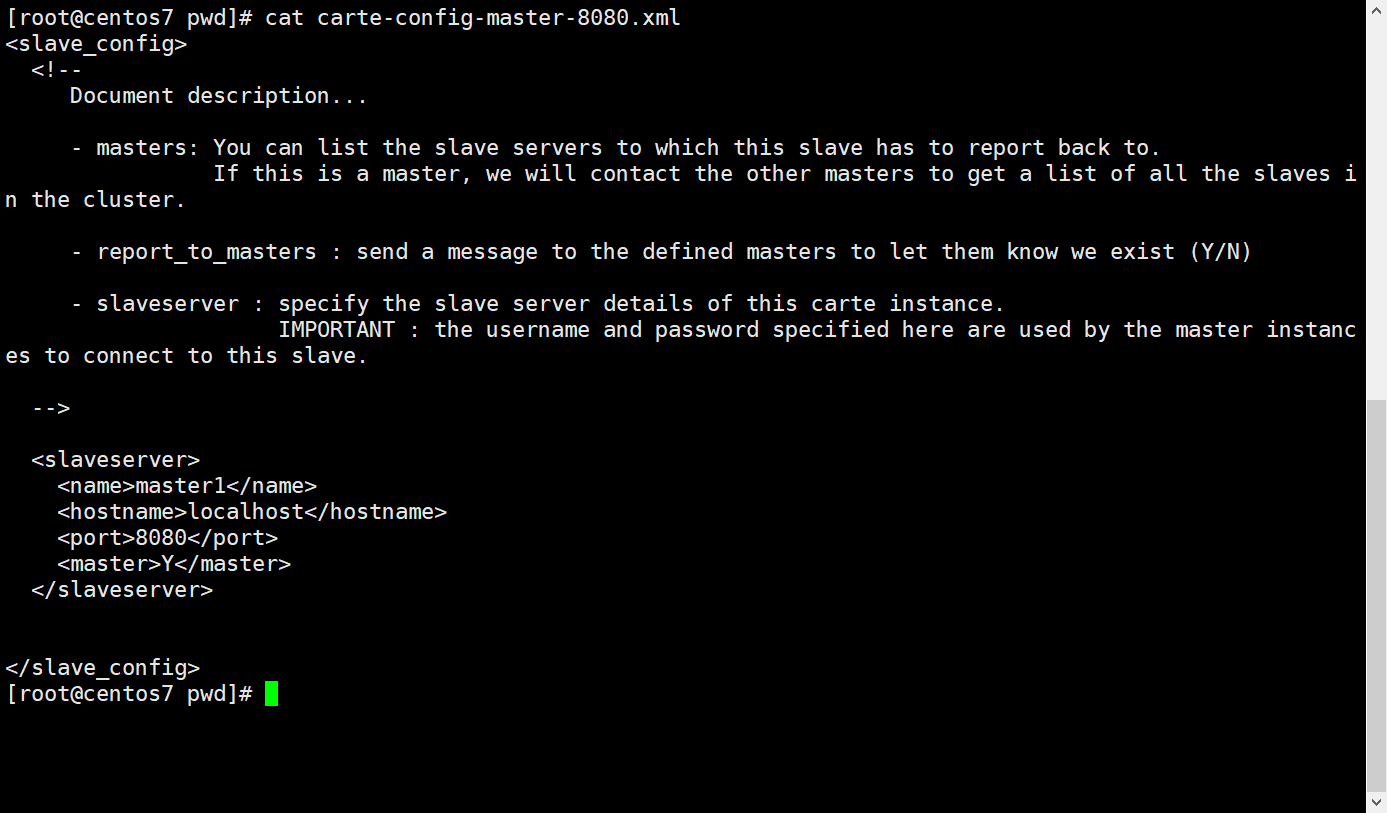 [root@centos7 pwd]# cat carte-config-master-8080.xml
<slave_config>
  <!--
     Document description...

     - masters: You can list the slave servers to which this slave has to report back to.
                If this is a master, we will contact the other masters to get a list of all the slaves i
n the cluster.

     - report_to_masters : send a message to the defined masters to let them know we exist (Y/N)

     - slaveserver : specify the slave server details of this carte instance.
                     IMPORTANT : the username and password specified here are used by the master instanc
es to connect to this slave.

  -->

  <slaveserver>
    <name>master1</name>
    <hostname>localhost</hostname>
    <port>8080</port>
    <master>Y</master>
  </slaveserver>


</slave_config>
[root@centos7 pwd]#